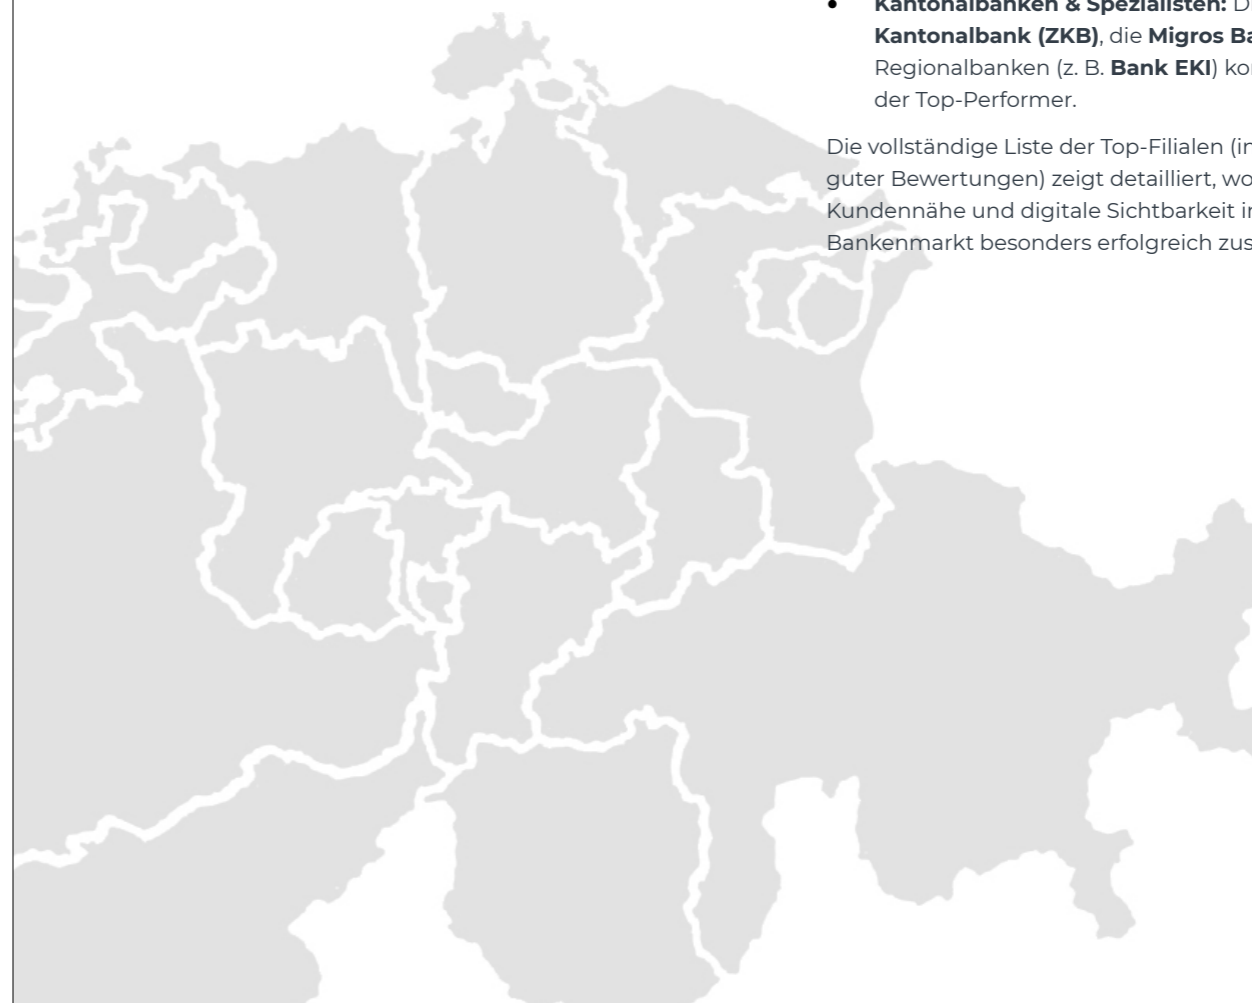 Kantonalbanken & Spezialisten:
Kantonalbank (ZKB), die Migros
Regionalbanken (z. B. Bank EKI)
der Top-Performer.
Die vollständige Liste der Top-Filialen
guter Bewertungen) zeigt detailliert,
Kundennähe und digitale Sichtbarkeit
Bankenmarkt besonders erfolgreich